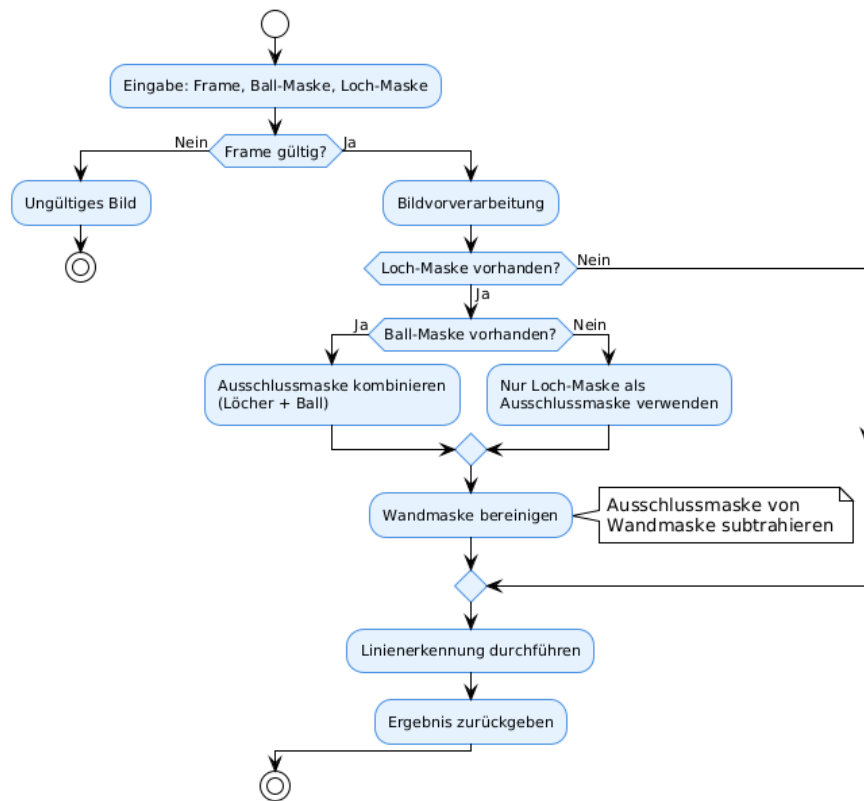 Eingabe: Frame, Ball-Maske, Loch-Maske
Nein
Frame gültig?
Ja
Ungültiges Bild
Bildvorverarbeitung
Loch-Maske vorhanden?
Nein
Ja
Ja
Ball-Maske vorhanden?
Nein
Ausschlussmaske kombinieren
(Löcher + Ball)
Nur Loch-Maske als
Ausschlussmaske verwenden
Wandmaske bereinigen
Ausschlussmaske von
Wandmaske subtrahieren
Linienerkennung durchführen
Ergebnis zurückgeben